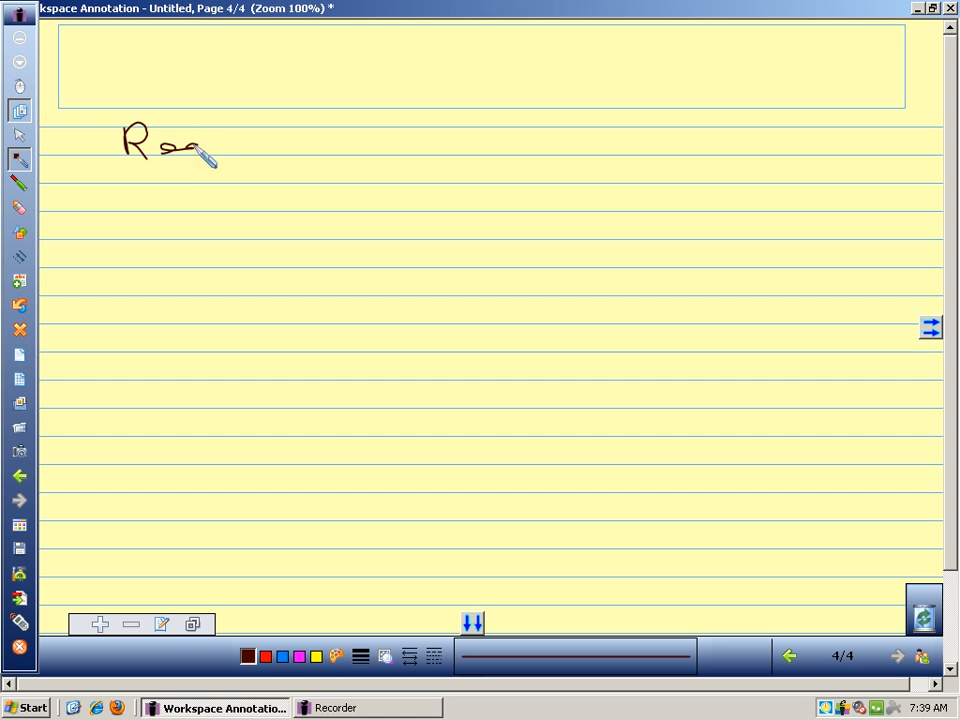 kspace Annotation - Untitled, Page 4/4 (Zoom 100%) *
4/4
Start
Workspace Annotatio...
Recorder
7:39 AM